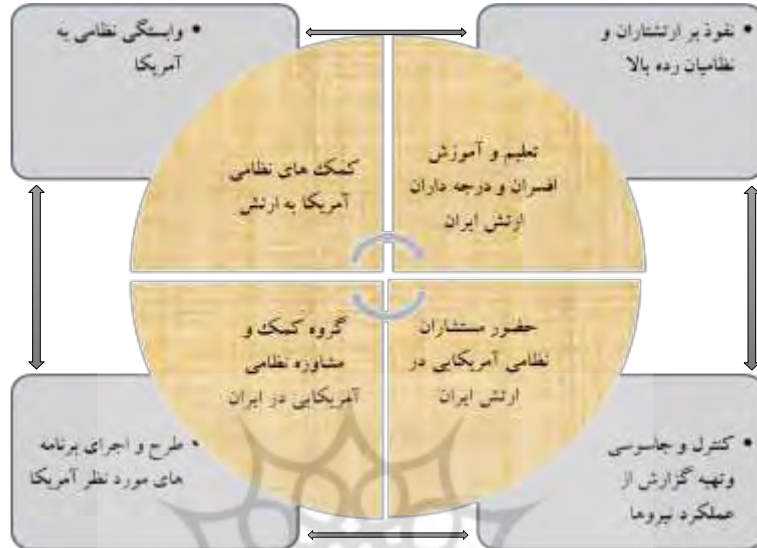 • نفوذ بر ارتشتاران و
نظامیان رده بالا
• وابستگی نظامی به
آمریکا
تعلیم و آموزش
افسران و درجه داران
ارتش ایران
کمک های نظامی
آمریکا به ارتش
حضور مستشاران
نظامی آمریکایی در
ارتش ایران
گروه کمک و
مشاوره نظامی
آمریکایی در ایران
• کنترل و جاسوسی
وتهیه گزارش از
عملکرد نیروها
• طرح و اجرای برنامه
های مورد نظر آمریکا